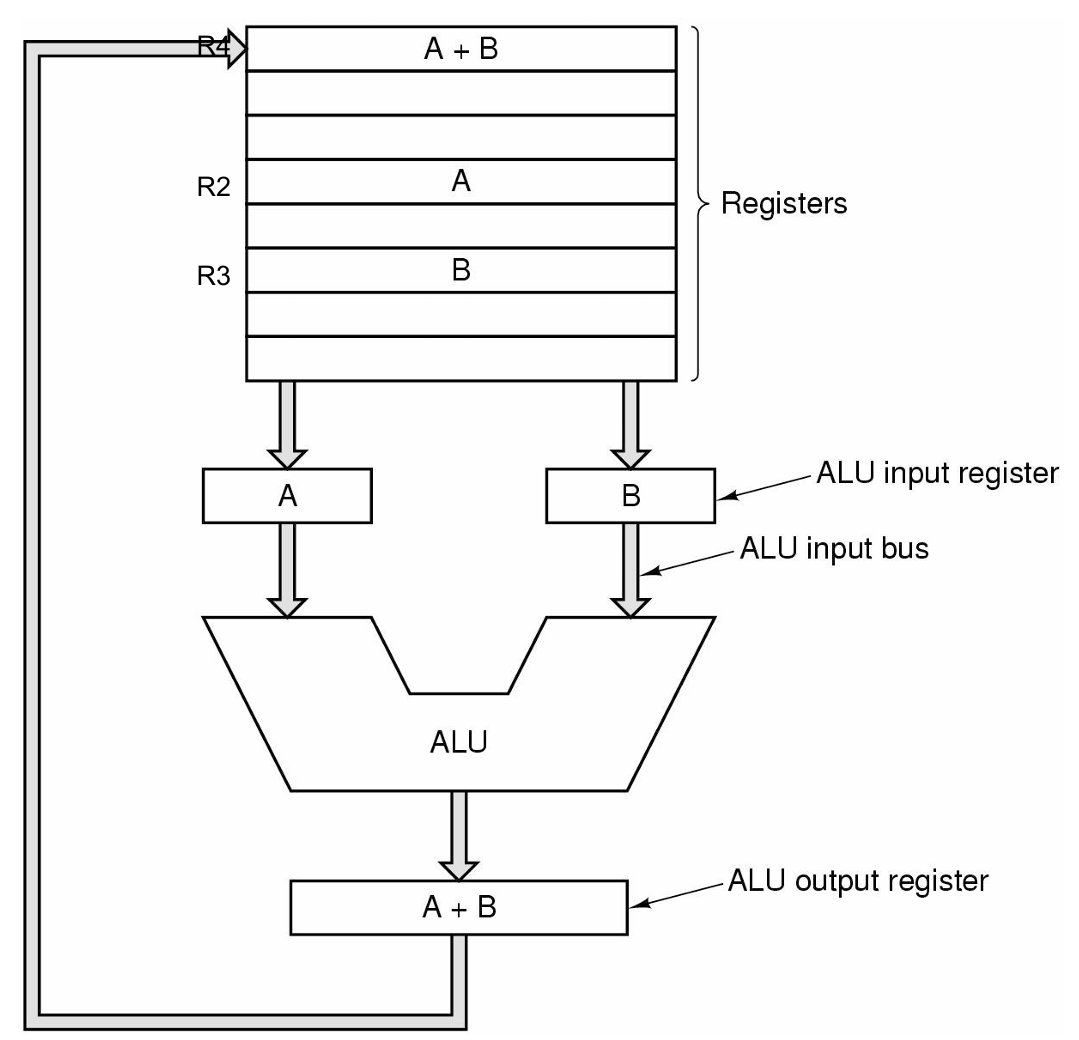 R4
A + B
R2
A
Registers
R3
B
A
B
ALU input register
ALU input bus
ALU
A + B
ALU output register